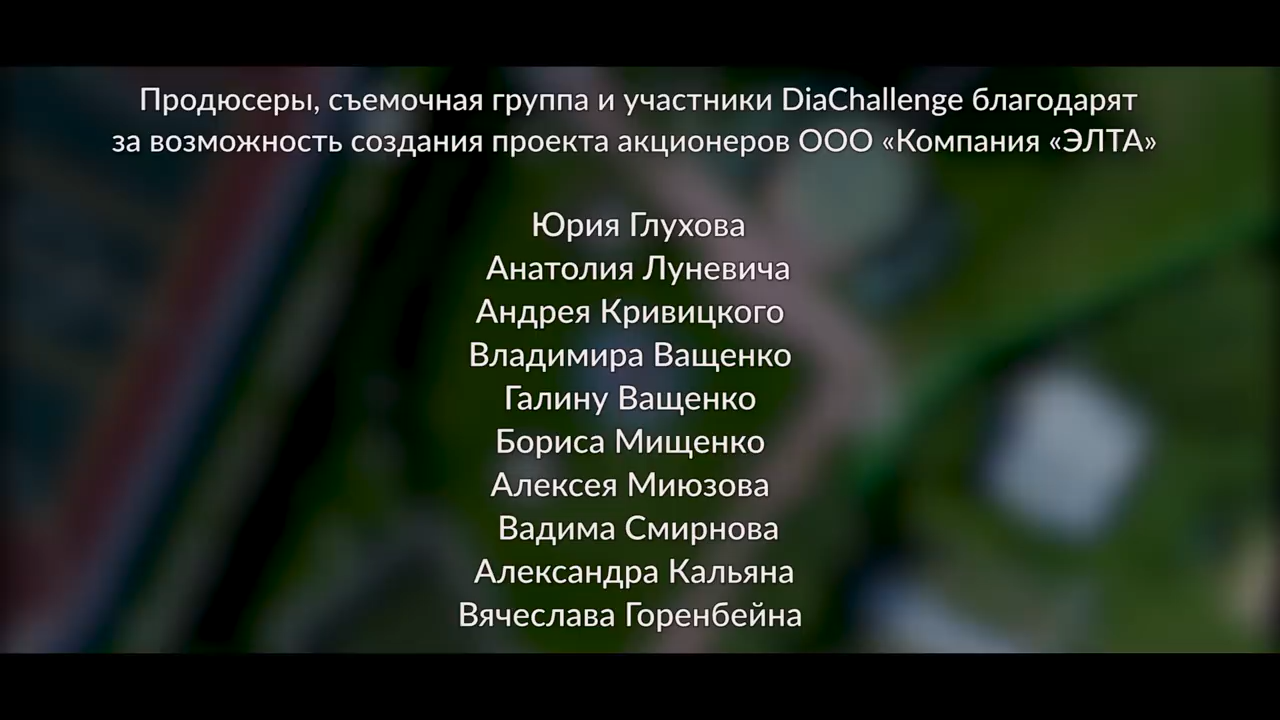 Продюсеры, съемочная группа и участники DiaChallenge благодарят
за возможность создания проекта акционеров ООО «Компания «ЭЛТА»
Юрия Глухова
Анатолия Луневича
Андрея Кривицкого
Владимира Ващенко
Галину Ващенко
Бориса Мищенко
Алексея Миюзова
Вадима Смирнова
Александра Кальяна
Вячеслава Горенбейна